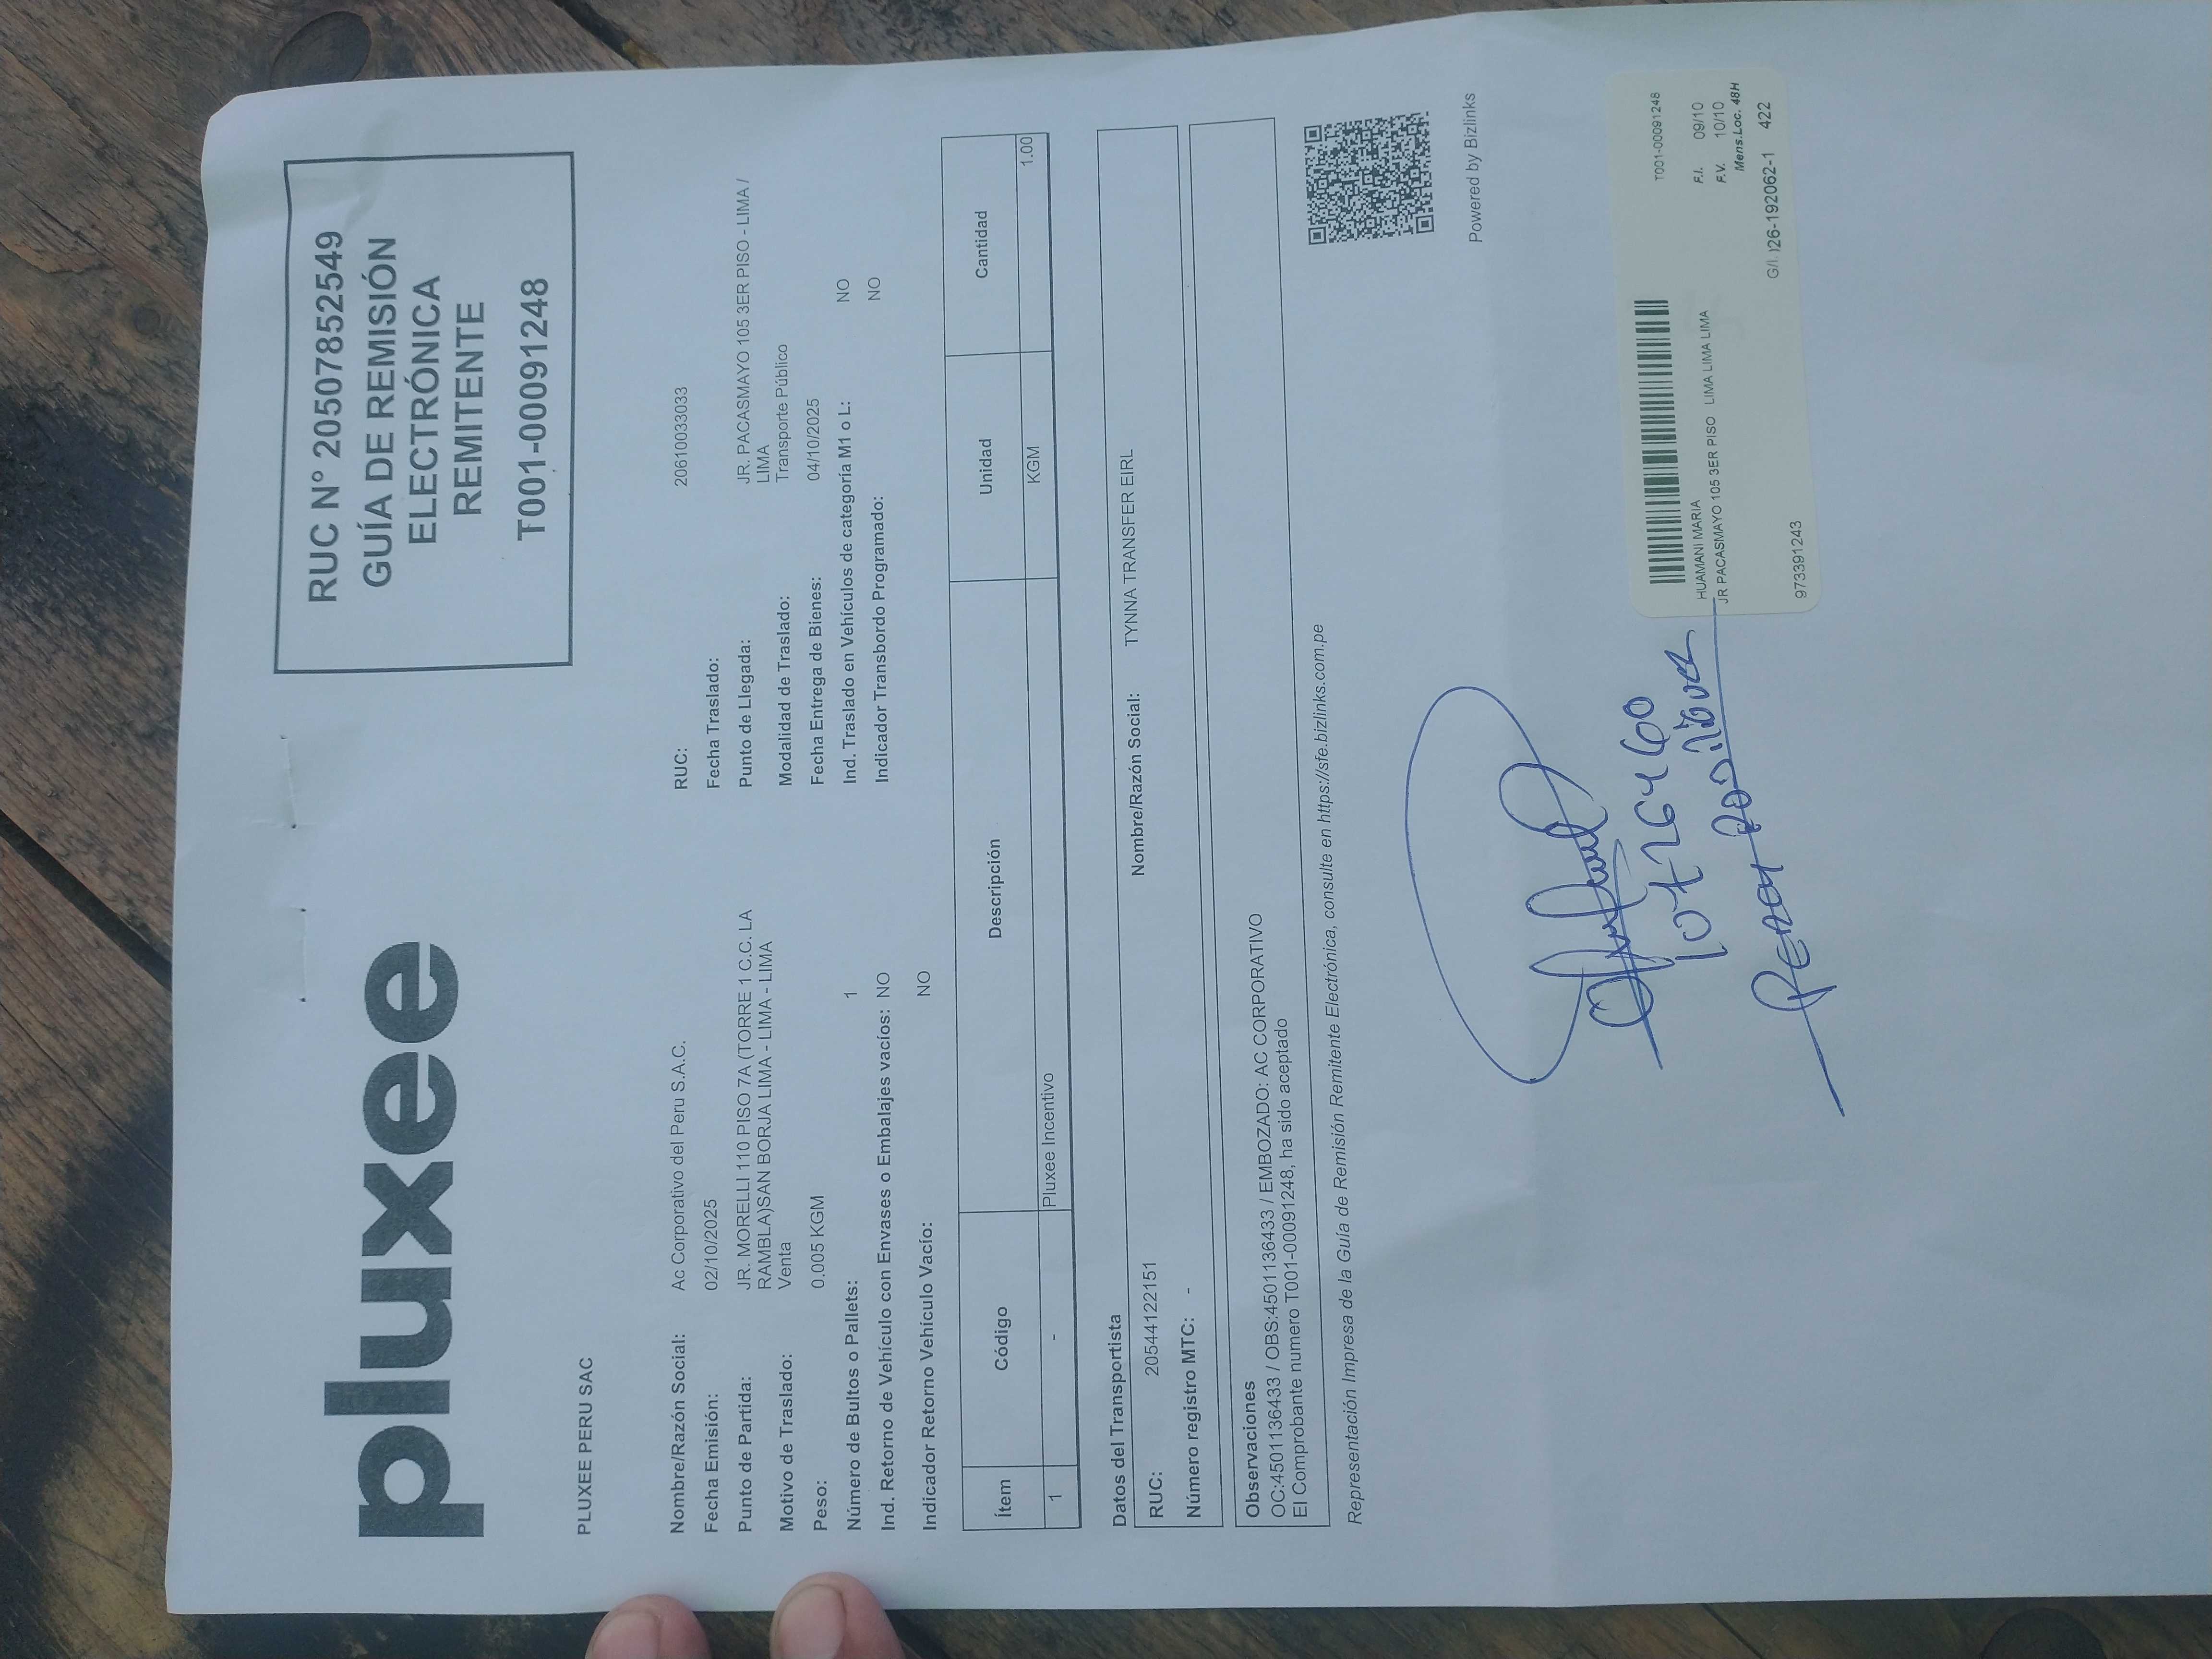 pluxee
RUC N° 20507852549
GUÍA DE REMISIÓN
ELECTRÓNICA
REMITENTE
T001-00091248
PLUXEE PERU SAC
Nombre/Razón Social: Ac Corporativo del Peru S.A.C. RUC: 20610033033
Fecha Emisión: 02/10/2025 Fecha Traslado:
Punto de Partida: JR. MORELLI 110 PISO 7A (TORRE 1 C.C. LA Punto de Llegada: JR. PACASMAYO 105 3ER PISO - LIMA /
RAMBLA)SAN BORJA LIMA - LIMA - LIMA LIMA
Motivo de Traslado: Venta Modalidad de Traslado: Transporte Público
Peso: 0.005 KGM Fecha Entrega de Bienes: 04/10/2025
Número de Bultos o Pallets: 1 Ind. Traslado en Vehículos de categoría M1 o L: NO
Ind. Retorno de Vehículo con Envases o Embalajes vacíos: NO Indicador Transbordo Programado: NO
Indicador Retorno Vehículo Vacío: NO
Ítem Código Descripción Unidad Cantidad
1 - Pluxee Incentivo KGM 1.00
Datos del Transportista
RUC: 20544122151 Nombre/Razón Social: TYNNA TRANSFER EIRL
Número registro MTC: -
Observaciones
OC:4501136433 / OBS:4501136433 / EMBOZADO: AC CORPORATIVO
El Comprobante numero T001-00091248, ha sido aceptado
Representación Impresa de la Guía de Remisión Remitente Electrónica, consulte en https://sfe.bizlinks.com.pe
Powered by Bizlinks
10726460
T001-00091248
HUAMANI MARIA F.I. 09/10
JR PACASMAYO 105 3ER PISO LIMA LIMA LIMA F.V. 10/10
Mens.Loc. 48H
G/I 026-192062-1 422
973391243